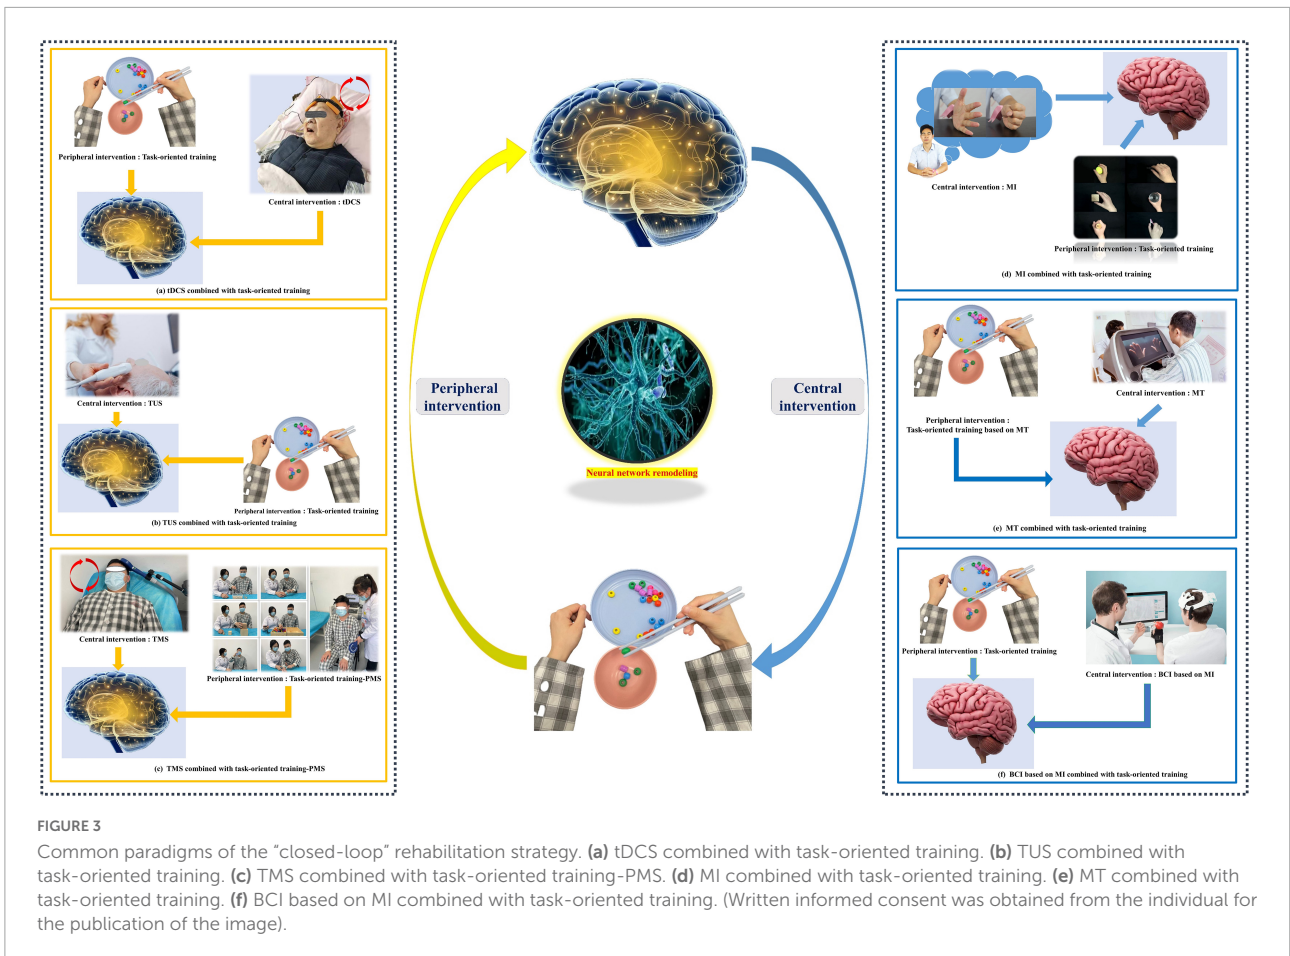 Peripheral intervention : Task-oriented training
Central intervention : tDCS
(a) tDCS combined with task-oriented training
Central intervention : TUS
Peripheral intervention : Task-oriented training
(b) TUS combined with task-oriented training
Central intervention : TMS
Peripheral intervention : Task-oriented training-PMS
(c) TMS combined with task-oriented training-PMS
Peripheral
intervention
Neural network remodeling
Central
intervention
Central intervention : MI
Peripheral intervention : Task-oriented training
(d) MI combined with task-oriented training
Central intervention : MT
Peripheral intervention :
Task-oriented training based on MT
(e) MT combined with task-oriented training
Peripheral intervention : Task-oriented training
Central intervention : BCI based on MI
(f) BCI based on MI combined with task-oriented training
FIGURE 3
Common paradigms of the “closed-loop” rehabilitation strategy. (a) tDCS combined with task-oriented training. (b) TUS combined with
task-oriented training. (c) TMS combined with task-oriented training-PMS. (d) MI combined with task-oriented training. (e) MT combined with
task-oriented training. (f) BCI based on MI combined with task-oriented training. (Written informed consent was obtained from the individual for
the publication of the image).